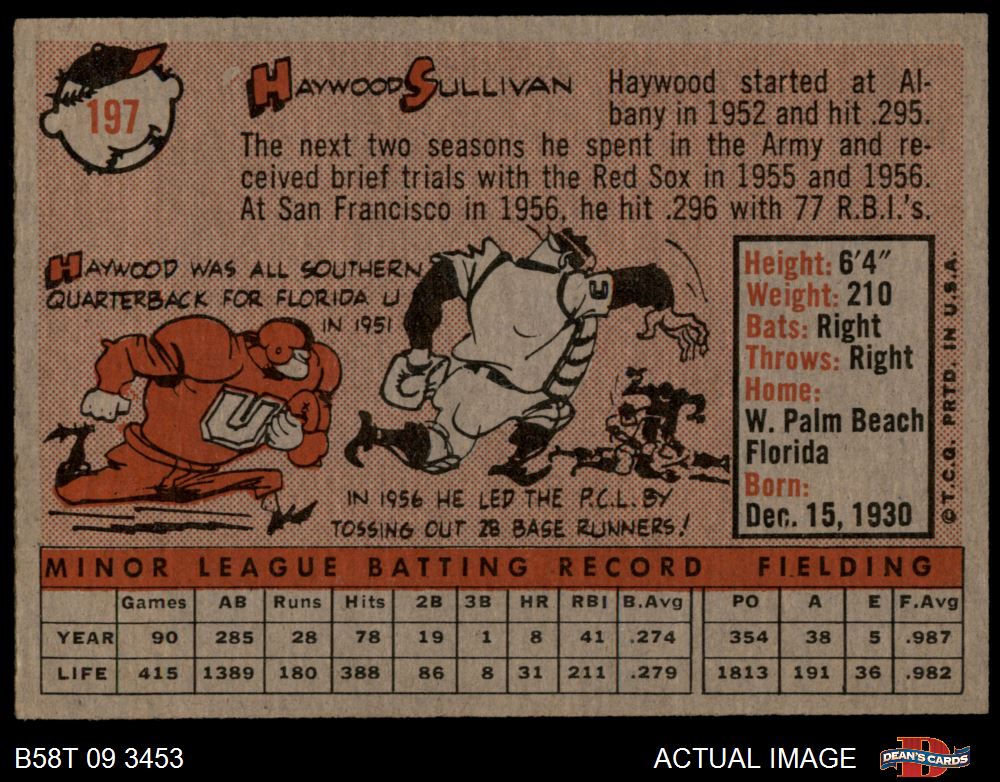 197
HAYWOOD SULLIVAN
Haywood started at Al-
bany in 1952 and hit .295.
The next two seasons he spent in the Army and re-
ceived brief trials with the Red Sox in 1955 and 1956.
At San Francisco in 1956, he hit .296 with 77 R.B.I.'s.
HAYWOOD WAS ALL SOUTHERN
QUARTERBACK FOR FLORIDA U
IN 1951
U
C
IN 1956 HE LED THE P.C.L. BY
TOSSING OUT 28 BASE RUNNERS!
Height: 6'4"
Weight: 210
Bats: Right
Throws: Right
Home:
W. Palm Beach
Florida
Born:
Dec. 15, 1930
©T.C.G. PRTD. IN U.S.A.
MINOR LEAGUE BATTING RECORD FIELDING
Games AB Runs Hits 2B 3B HR RBI B.Avg PO A E F.Avg
YEAR 90 285 28 78 19 1 8 41 .274 354 38 5 .987
LIFE 415 1389 180 388 86 8 31 211 .279 1813 191 36 .982
B58T 09 3453
ACTUAL IMAGE
D
DEAN'S CARDS